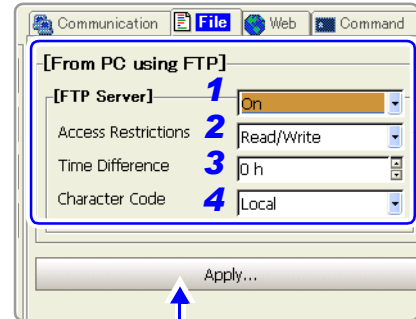 Communication File Web Command
[From PC using FTP]
[FTP Server] 1 On
Access Restrictions 2 Read/Write
Time Difference 3 0 h
Character Code 4 Local
Apply...